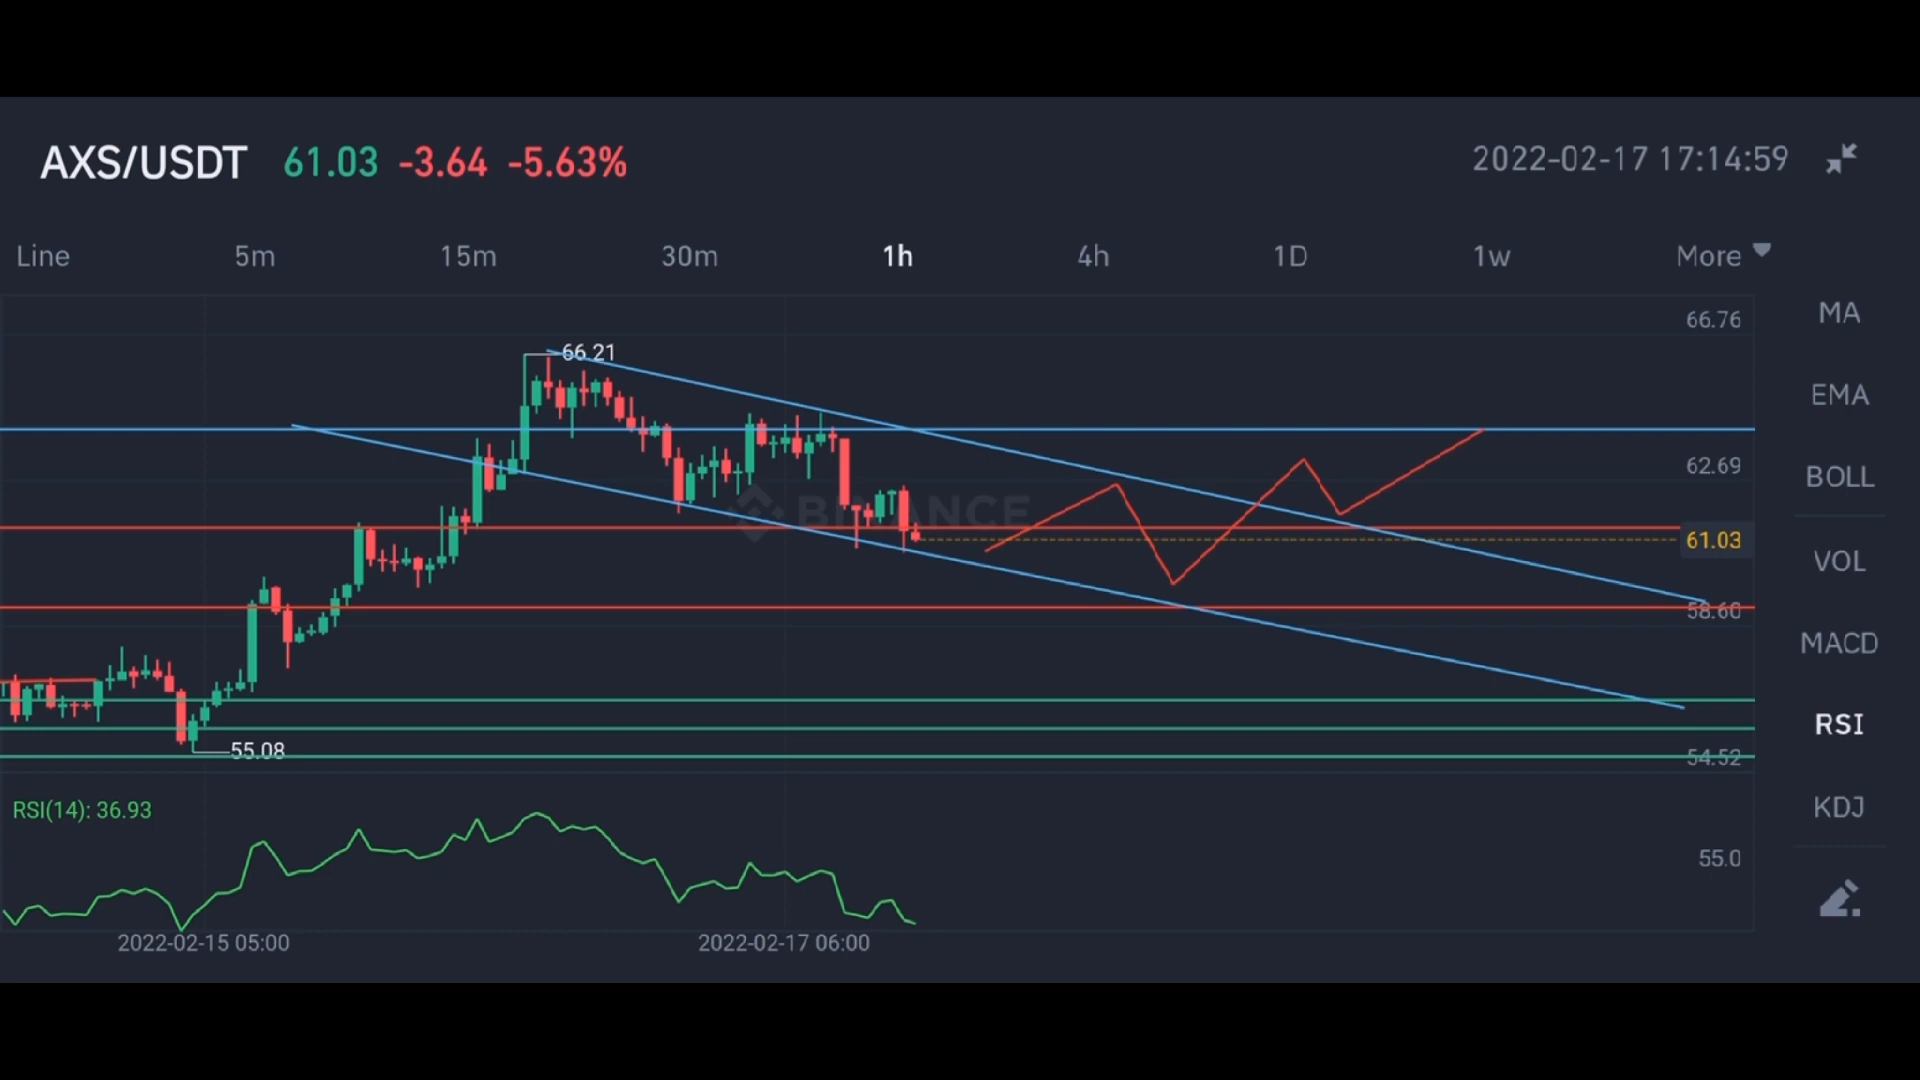 AXS/USDT 61.03 -3.64 -5.63% 2022-02-17 17:14:59
Line 5m 15m 30m 1h 4h 1D 1w More
MA
66.76
66.21
EMA
62.69
BOLL
BINANCE
61.03
VOL
58.60
MACD
RSI
55.08
54.52
RSI(14): 36.93
KDJ
55.0
2022-02-15 05:00 2022-02-17 06:00